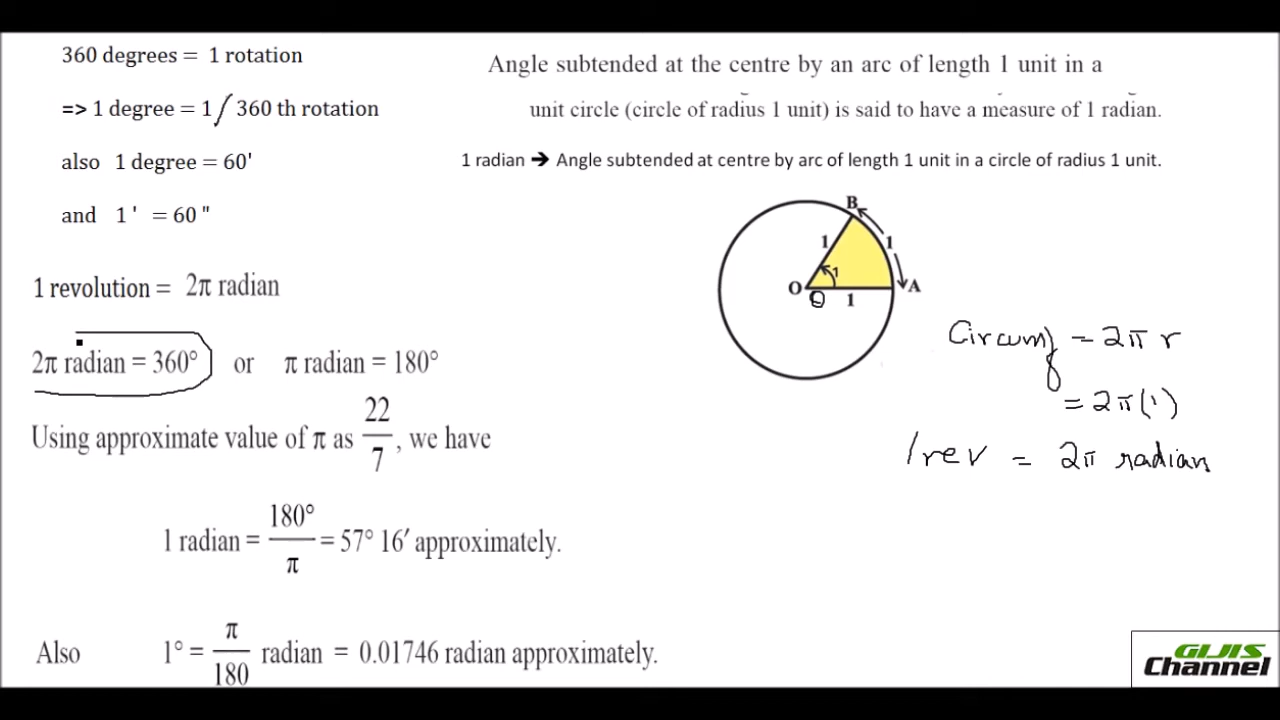 360 degrees = 1 rotation
=> 1 degree = 1/360 th rotation
also 1 degree = 60'
and 1 ' = 60 "
Angle subtended at the centre by an arc of length 1 unit in a
unit circle (circle of radius 1 unit) is said to have a measure of 1 radian.
1 radian ➔ Angle subtended at centre by arc of length 1 unit in a circle of radius 1 unit.
B
1 1
1
O A
1
1 revolution = 2π radian
2π radian = 360° or π radian = 180°
Using approximate value of π as 22/7, we have
1 radian = 180°/π = 57° 16′ approximately.
Also 1° = π/180 radian = 0.01746 radian approximately.
Circumf = 2π r
= 2π(1)
1 rev = 2π radian
GIJIS
Channel